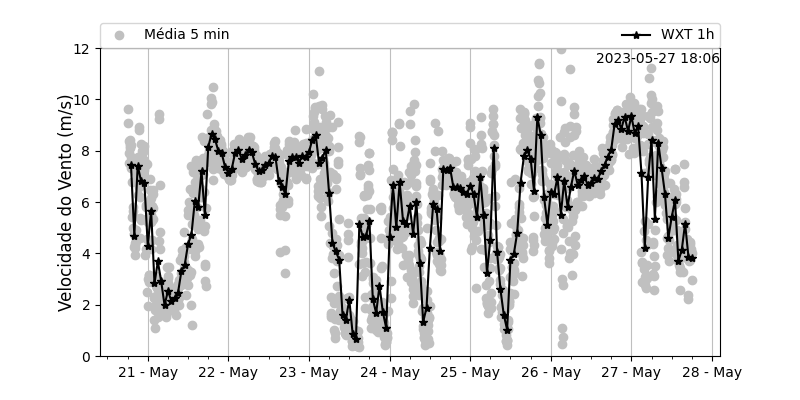 Média 5 min
WXT 1h
2023-05-27 18:06
Velocidade do Vento (m/s)
12
10
8
6
4
2
0
21 - May
22 - May
23 - May
24 - May
25 - May
26 - May
27 - May
28 - May